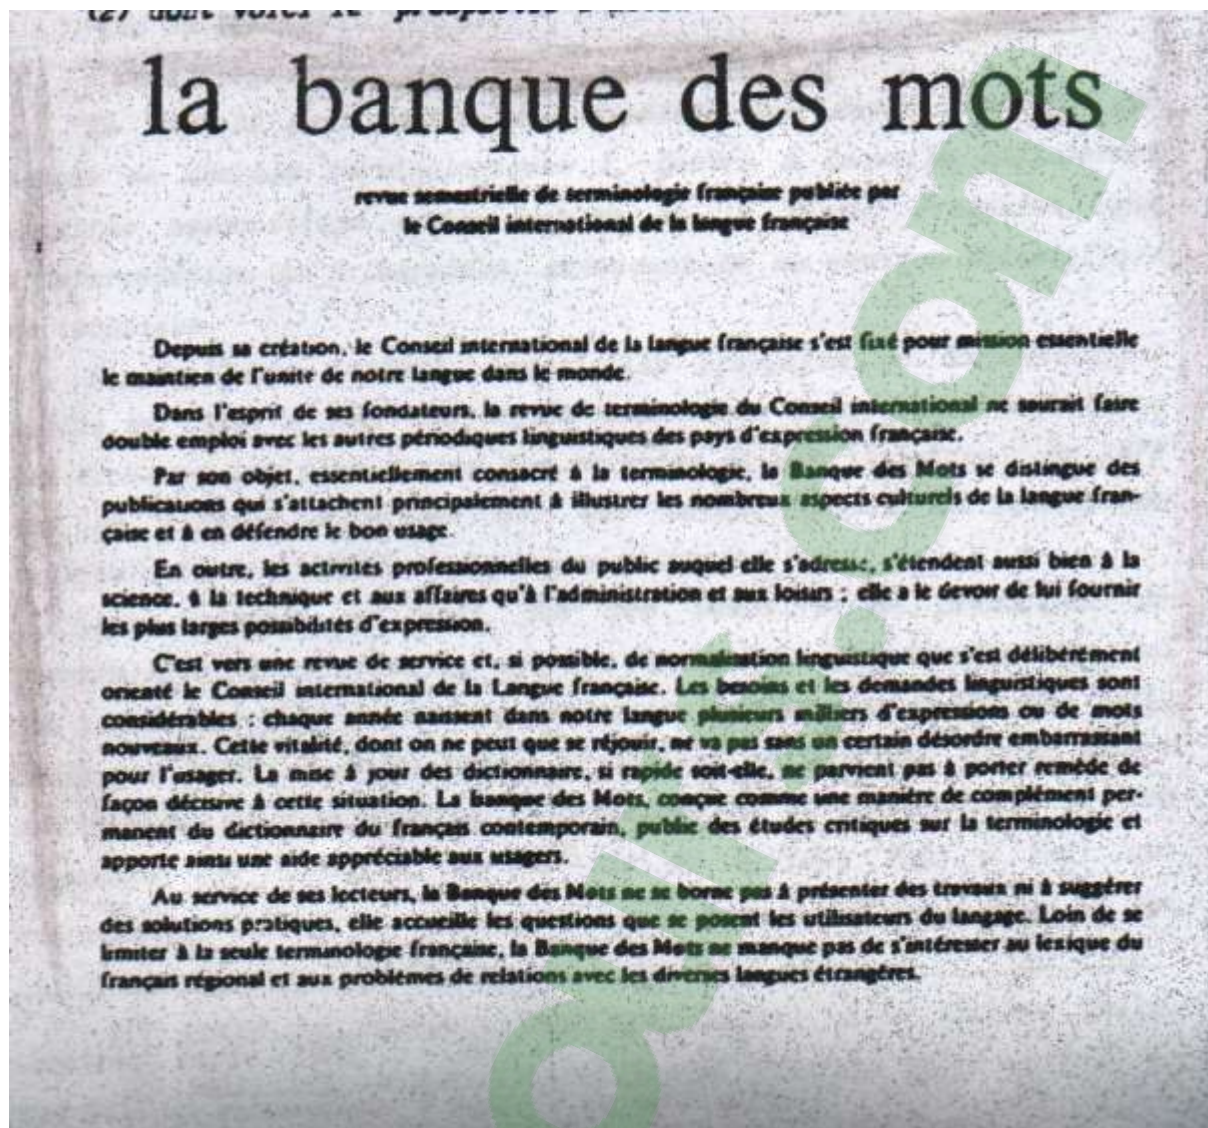 (2) dont voici le
la banque des mots
revue semestrielle de terminologie française publiée par
le Conseil international de la langue française
Depuis sa création, le Conseil international de la langue française s'est fixé pour mission essentielle
le maintien de l'unite de notre langue dans le monde.
Dans l'esprit de ses fondateurs, la revue de terminologie du Conseil international ne saurait faire
double emploi avec les autres périodiques linguistiques des pays d'expression française.
Par son objet, essentiellement consacré à la terminologie, la Banque des Mots se distingue des
publications qui s'attachent principalement à illustrer les nombreux aspects culturels de la langue fran-
çaise et à en défendre le bon usage.
En outre, les activités professionnelles du public auquel elle s'adresse, s'étendent aussi bien à la
science, à la technique et aux affaires qu'à l'administration et aux loisirs ; elle a le devoir de lui fournir
les plus larges possibilités d'expression.
C'est vers une revue de service et, si possible, de normalisation linguistique que s'est délibérément
orienté le Conseil international de la Langue française. Les besoins et les demandes linguistiques sont
considérables : chaque année naissent dans notre langue plusieurs milliers d'expressions ou de mots
nouveaux. Cette vitalité, dont on ne peut que se réjouir, ne va pas sans un certain désordre embarrassant
pour l'usager. La mise à jour des dictionnaire, si rapide soit-elle, ne parvient pas à porter remède de
façon décisive à cette situation. La banque des Mots, conçue comme une manière de complément per-
manent du dictionnaire du français contemporain, public des études critiques sur la terminologie et
apporte ainsi une aide appréciable aux usagers.
Au service de ses lecteurs, la Banque des Mots ne se borne pas à présenter des travaux ni à suggérer
des solutions pratiques, elle accueille les questions que se posent les utilisateurs du langage. Loin de se
limiter à la seule terminologie française, la Banque des Mots ne manque pas de s'intéresser au lexique du
français régional et aux problèmes de relations avec les diverses langues étrangères.